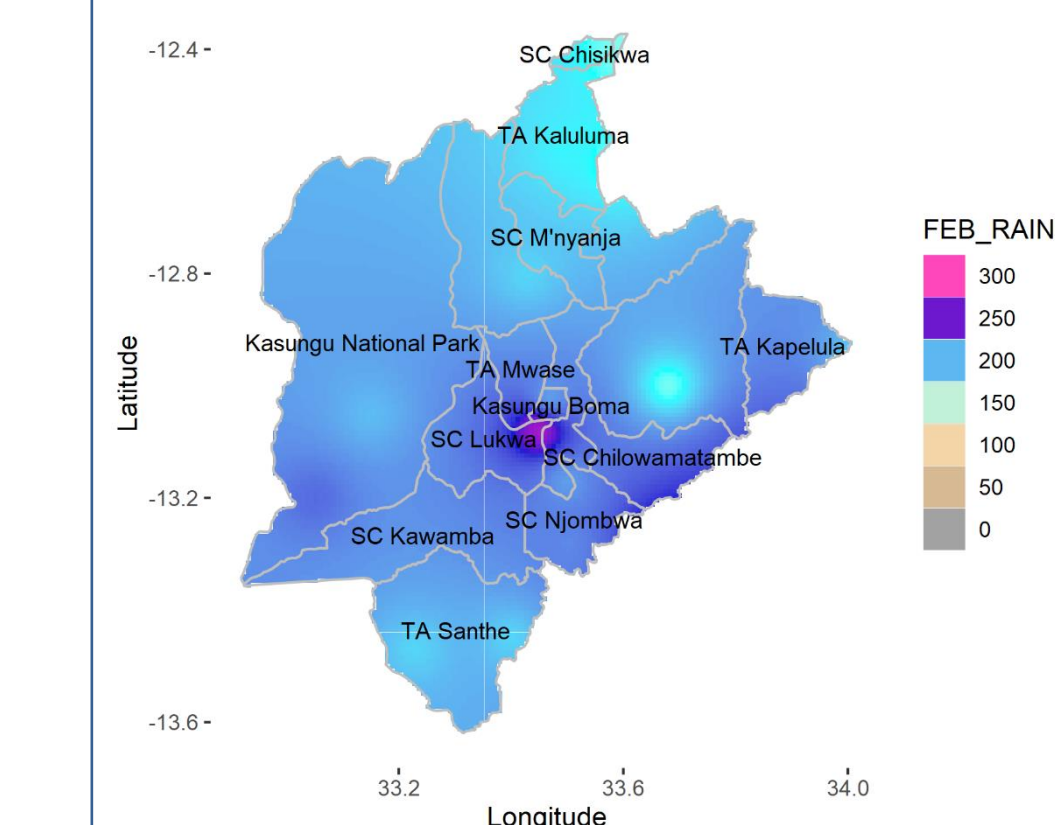 -12.4
-12.8
-13.2
-13.6
Latitude
SC Chisikwa
TA Kaluluma
SC M'nyanja
Kasungu National Park
TA Kapelula
TA Mwase
Kasungu Boma
SC Lukwa
SC Chilowamatambe
SC Njombwa
SC Kawamba
TA Santhe
33.2
33.6
34.0
Longitude
FEB_RAIN
300
250
200
150
100
50
0